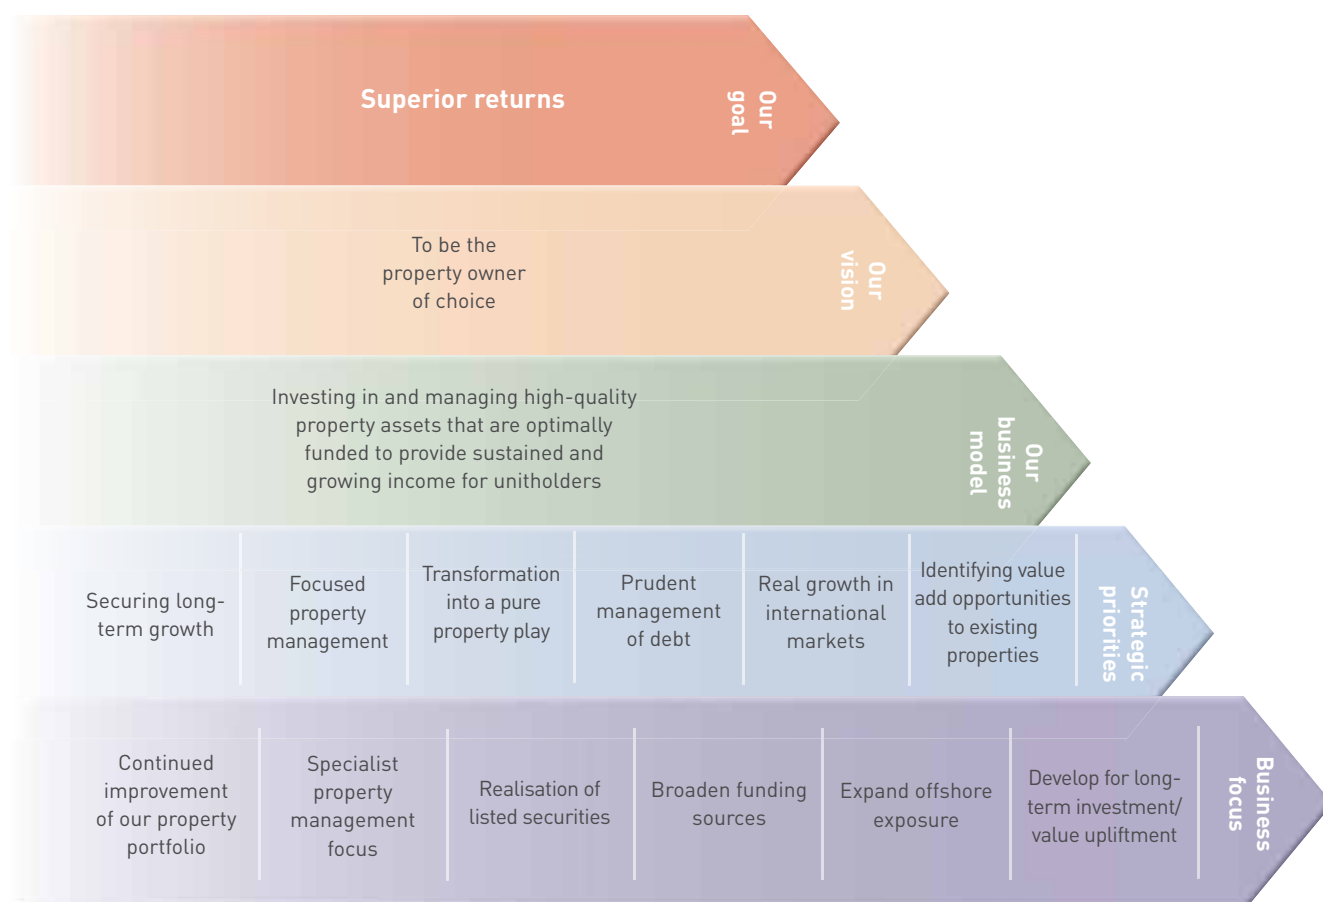 Superior returns
Our
goal
To be the
property owner
of choice
Our
vision
Investing in and managing high-quality
property assets that are optimally
funded to provide sustained and
growing income for unitholders
Our
business
model
Securing long-
term growth
Focused
property
management
Transformation
into a pure
property play
Prudent
management
of debt
Real growth in
international
markets
Identifying value
add opportunities
to existing
properties
Strategic
priorities
Continued
improvement
of our property
portfolio
Specialist
property
management
focus
Realisation of
listed securities
Broaden funding
sources
Expand offshore
exposure
Develop for long-
term investment/
value upliftment
Business
focus